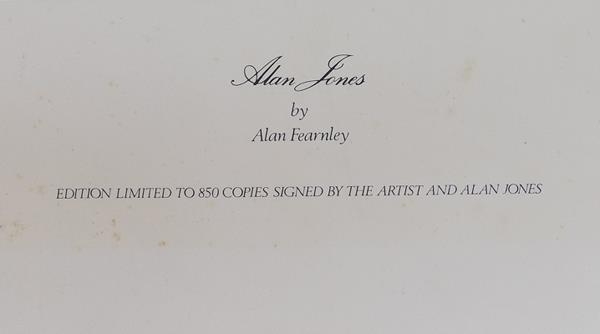 Alan Jones
by
Alan Fearnley
EDITION LIMITED TO 850 COPIES SIGNED BY THE ARTIST AND ALAN JONES